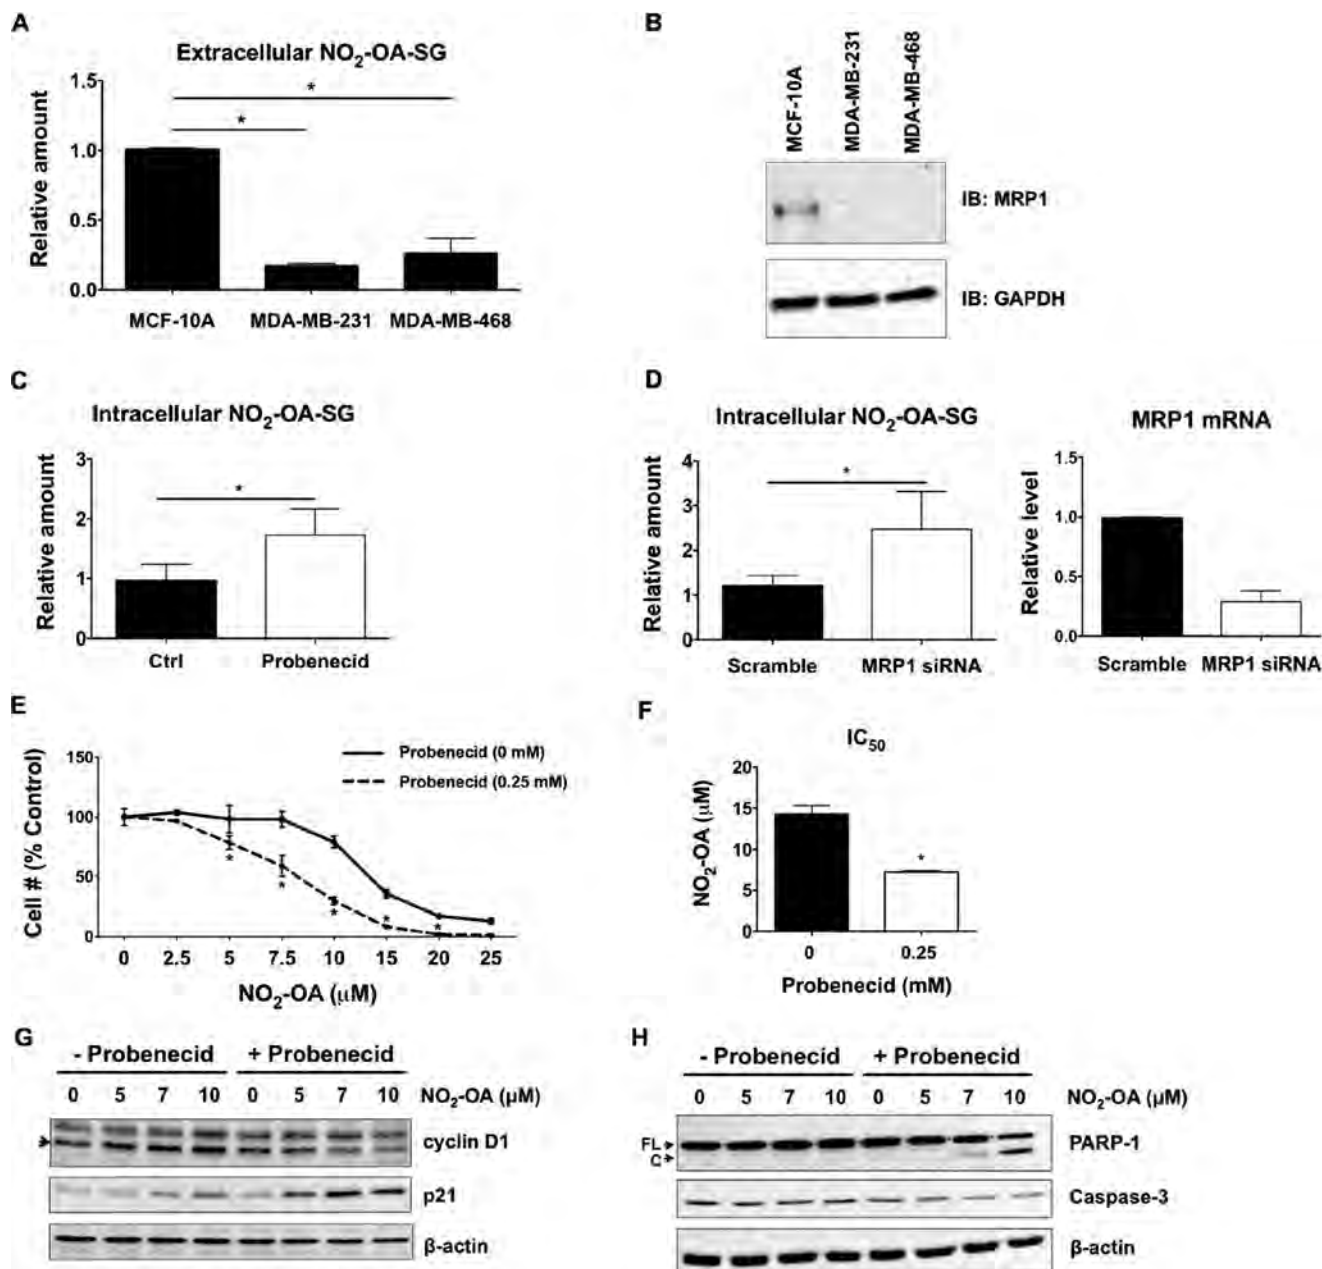 A
Extracellular NO₂-OA-SG
Relative amount
1.5
1.0
0.5
0.0
*
*
MCF-10A MDA-MB-231 MDA-MB-468
B
MCF-10A
MDA-MB-231
MDA-MB-468
IB: MRP1
IB: GAPDH
C
Intracellular NO₂-OA-SG
Relative amount
3
2
1
0
*
Ctrl Probenecid
D
Intracellular NO₂-OA-SG
Relative amount
4
3
2
1
0
*
Scramble MRP1 siRNA
MRP1 mRNA
Relative level
1.5
1.0
0.5
0.0
Scramble MRP1 siRNA
E
Cell # (% Control)
150
100
50
0
Probenecid (0 mM)
Probenecid (0.25 mM)
* * * * *
0 2.5 5 7.5 10 15 20 25
NO₂-OA (µM)
F
IC₅₀
NO₂-OA (µM)
20
15
10
5
0
*
0 0.25
Probenecid (mM)
G
- Probenecid + Probenecid
0 5 7 10 0 5 7 10 NO₂-OA (µM)
cyclin D1
p21
β-actin
H
- Probenecid + Probenecid
0 5 7 10 0 5 7 10 NO₂-OA (µM)
FL
C
PARP-1
Caspase-3
β-actin